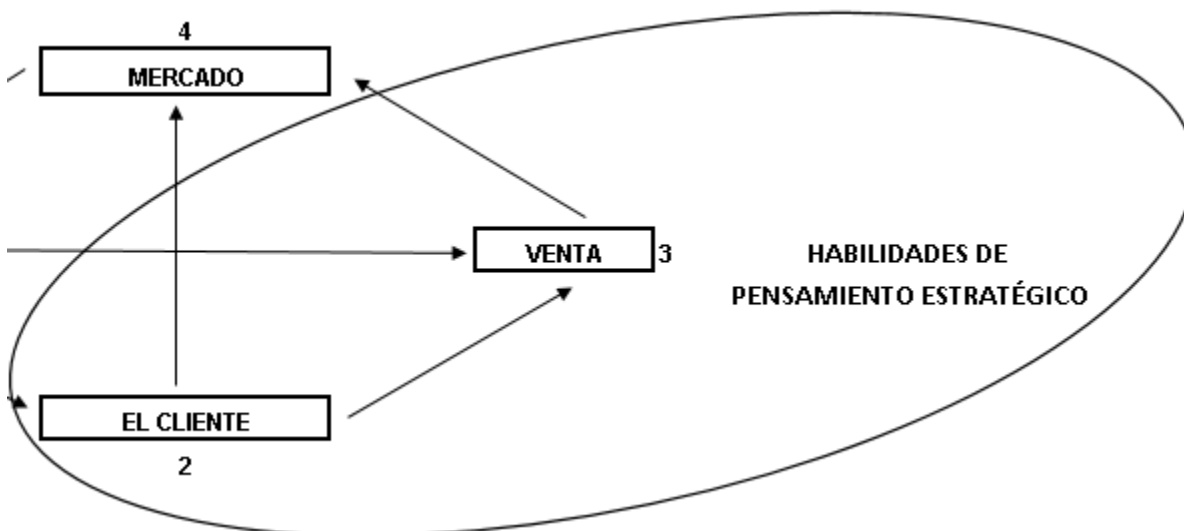 4
MERCADO
VENTA 3
HABILIDADES DE
PENSAMIENTO ESTRATÉGICO
EL CLIENTE
2